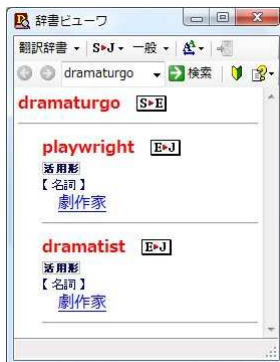 辞書ビューワ
翻訳辞書 S▸J 一般
dramaturgo 検索
dramaturgo S▸E
playwright E▸J
活用形
【名詞】
劇作家
dramatist E▸J
活用形
【名詞】
劇作家